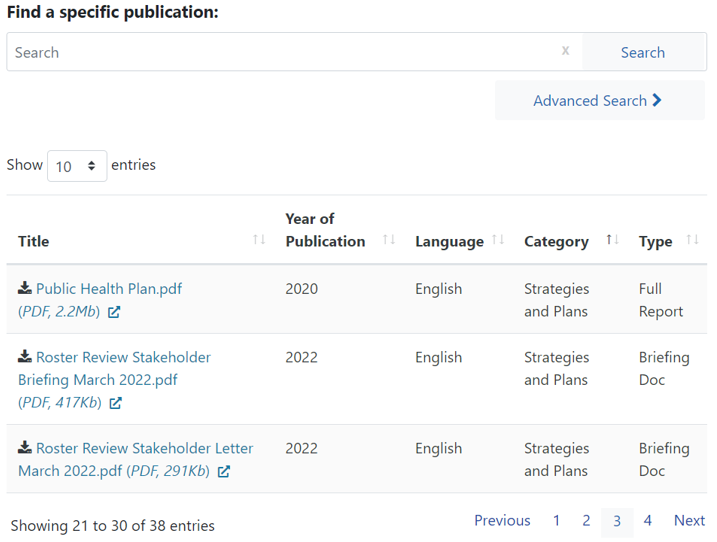 Find a specific publication:
Search x Search
Advanced Search
Show 10 entries
Title Year of Publication Language Category Type
Public Health Plan.pdf (PDF, 2.2Mb) 2020 English Strategies and Plans Full Report
Roster Review Stakeholder Briefing March 2022.pdf (PDF, 417Kb) 2022 English Strategies and Plans Briefing Doc
Roster Review Stakeholder Letter March 2022.pdf (PDF, 291Kb) 2022 English Strategies and Plans Briefing Doc
Showing 21 to 30 of 38 entries Previous 1 2 3 4 Next